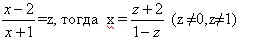 (x−2)/(x+1)=z, тогда x=(z+2)/(1−z) (z≠0,z≠1)